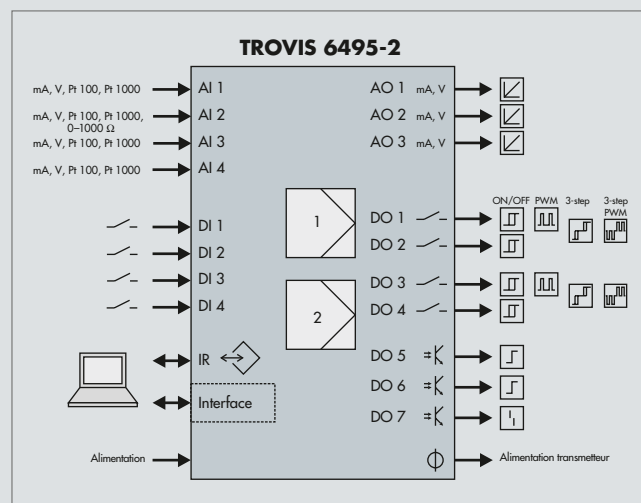 TROVIS 6495-2
mA, V, Pt 100, Pt 1000
AI 1
AO 1 mA, V
mA, V, Pt 100, Pt 1000,
0–1000 Ω
AI 2
AO 2 mA, V
mA, V, Pt 100, Pt 1000
AI 3
AO 3 mA, V
mA, V, Pt 100, Pt 1000
AI 4
ON/OFF PWM 3-step 3-step
PWM
DI 1
1
DO 1
DI 2
DO 2
DI 3
2
DO 3
DI 4
DO 4
IR
DO 5
Interface
DO 6
DO 7
Alimentation
Alimentation transmetteur